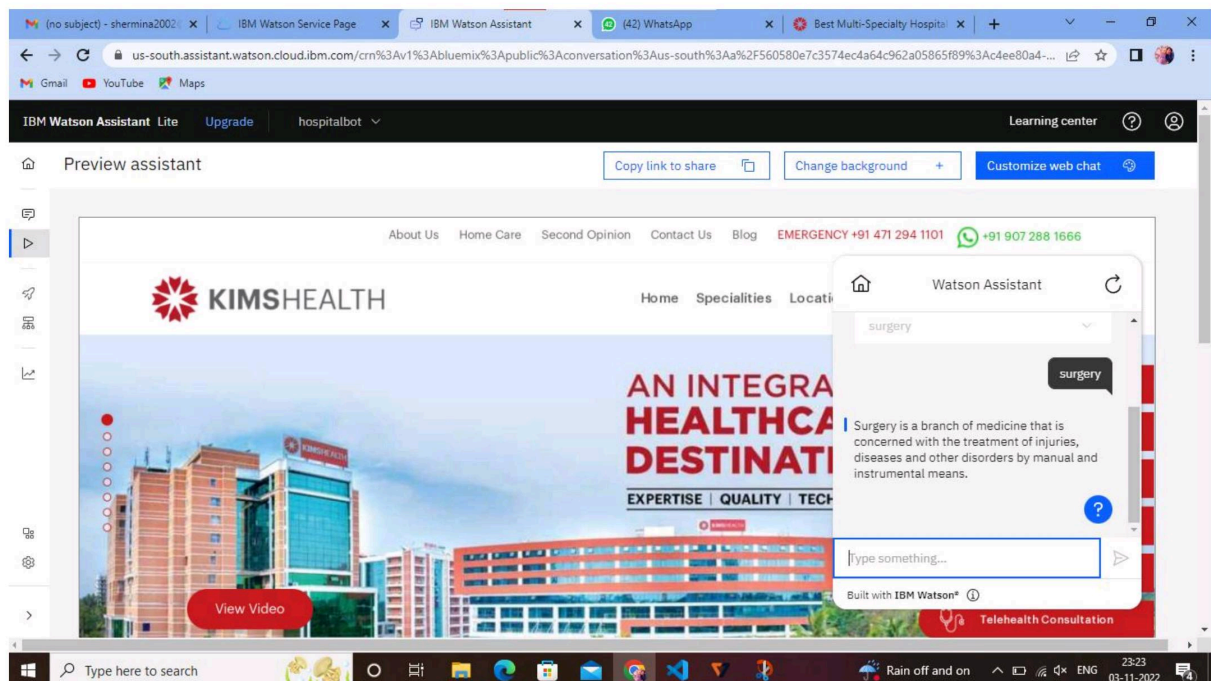 (no subject) - shermina2002
IBM Watson Service Page
IBM Watson Assistant
(42) WhatsApp
Best Multi-Specialty Hospital
us-south.assistant.watson.cloud.ibm.com/crn%3Av1%3Abluemix%3Apublic%3Aconversation%3Aus-south%3Aa%2F560580e7c3574ec4a64c962a05865f89%3Ac4ee80a4-...
Gmail YouTube Maps
IBM Watson Assistant Lite Upgrade hospitalbot Learning center
Preview assistant Copy link to share Change background + Customize web chat
About Us Home Care Second Opinion Contact Us Blog EMERGENCY +91 471 294 1101 +91 907 288 1666
KIMSHEALTH
Home Specialities Locati
Watson Assistant
surgery
surgery
Surgery is a branch of medicine that is
concerned with the treatment of injuries,
diseases and other disorders by manual and
instrumental means.
?
AN INTEGRA
HEALTHCA
DESTINATI
EXPERTISE | QUALITY | TECH
KIMSHEALTH
Type something...
Built with IBM Watson®
View Video
Telehealth Consultation
Type here to search
Rain off and on
ENG
23:23
03-11-2022
4